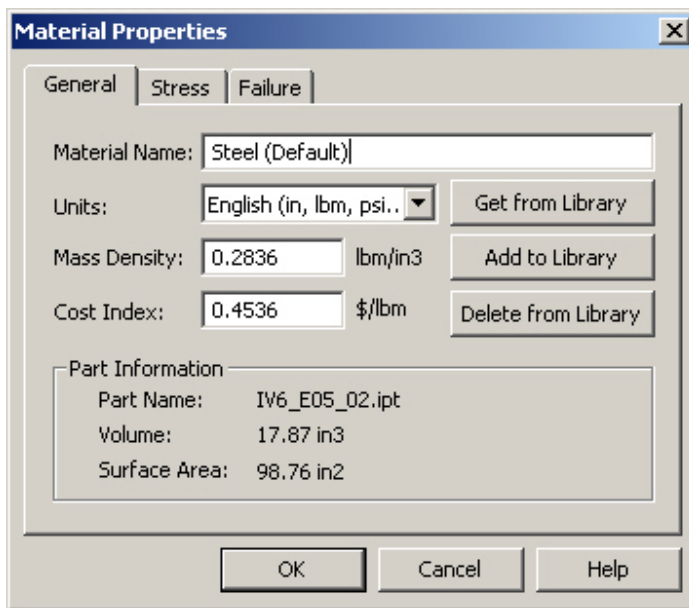 Material Properties
General Stress Failure
Material Name: Steel (Default)
Units: English (in, lbm, psi.. Get from Library
Mass Density: 0.2836 lbm/in3 Add to Library
Cost Index: 0.4536 $/lbm Delete from Library
Part Information
Part Name: IV6_E05_02.ipt
Volume: 17.87 in3
Surface Area: 98.76 in2
OK Cancel Help